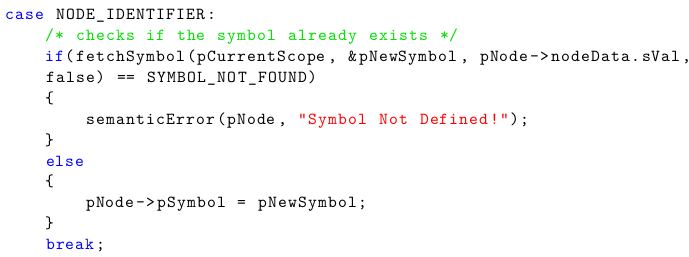 case NODE_IDENTIFIER:
    /* checks if the symbol already exists */
    if(fetchSymbol(pCurrentScope, &pNewSymbol, pNode->nodeData.sVal,
    false) == SYMBOL_NOT_FOUND)
    {
        semanticError(pNode, "Symbol Not Defined!");
    }
    else
    {
        pNode->pSymbol = pNewSymbol;
    }
    break;